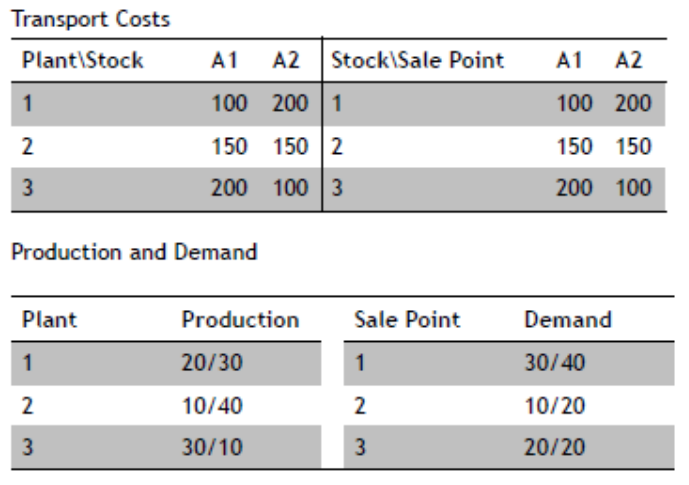 Transport Costs
Plant\Stock A1 A2 Stock\Sale Point A1 A2
1 100 200 1 100 200
2 150 150 2 150 150
3 200 100 3 200 100
Production and Demand
Plant Production Sale Point Demand
1 20/30 1 30/40
2 10/40 2 10/20
3 30/10 3 20/20